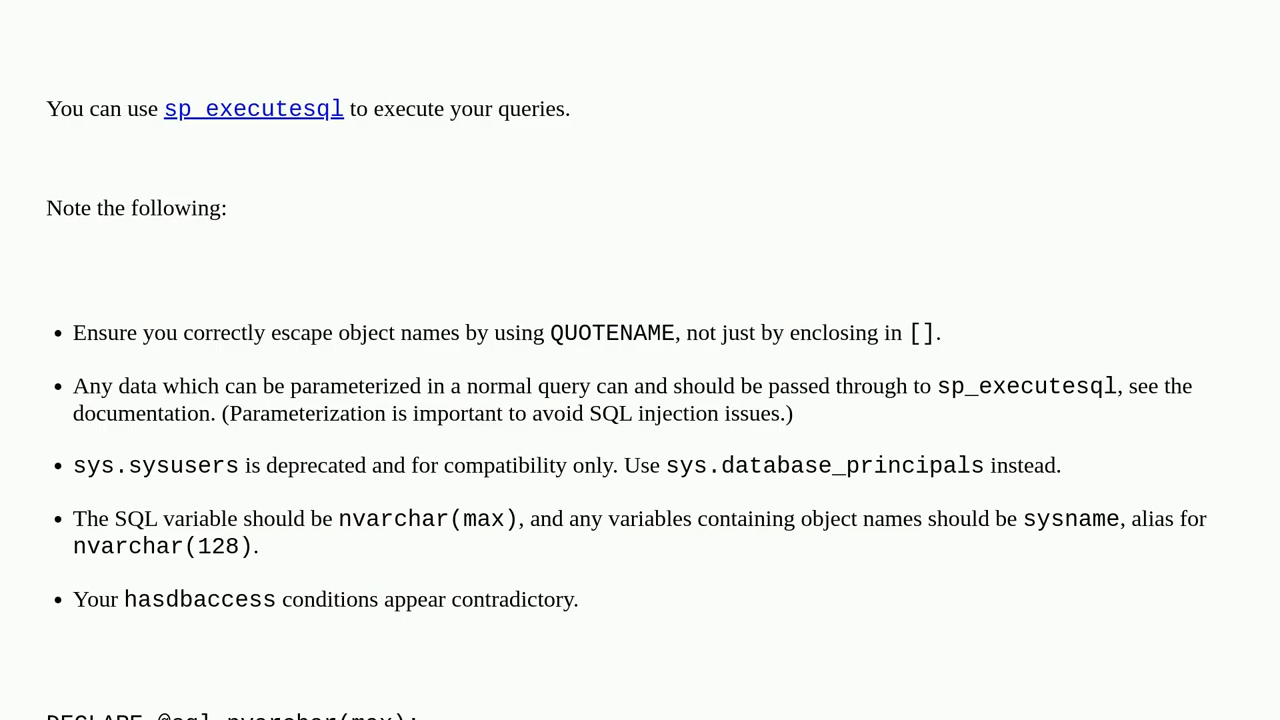 You can use sp_executesql to execute your queries.
Note the following:
• Ensure you correctly escape object names by using QUOTENAME, not just by enclosing in [].
• Any data which can be parameterized in a normal query can and should be passed through to sp_executesql, see the
documentation. (Parameterization is important to avoid SQL injection issues.)
• sys.sysusers is deprecated and for compatibility only. Use sys.database_principals instead.
• The SQL variable should be nvarchar(max), and any variables containing object names should be sysname, alias for
nvarchar(128).
• Your hasdbaccess conditions appear contradictory.
DECLARE @sql nvarchar(max);